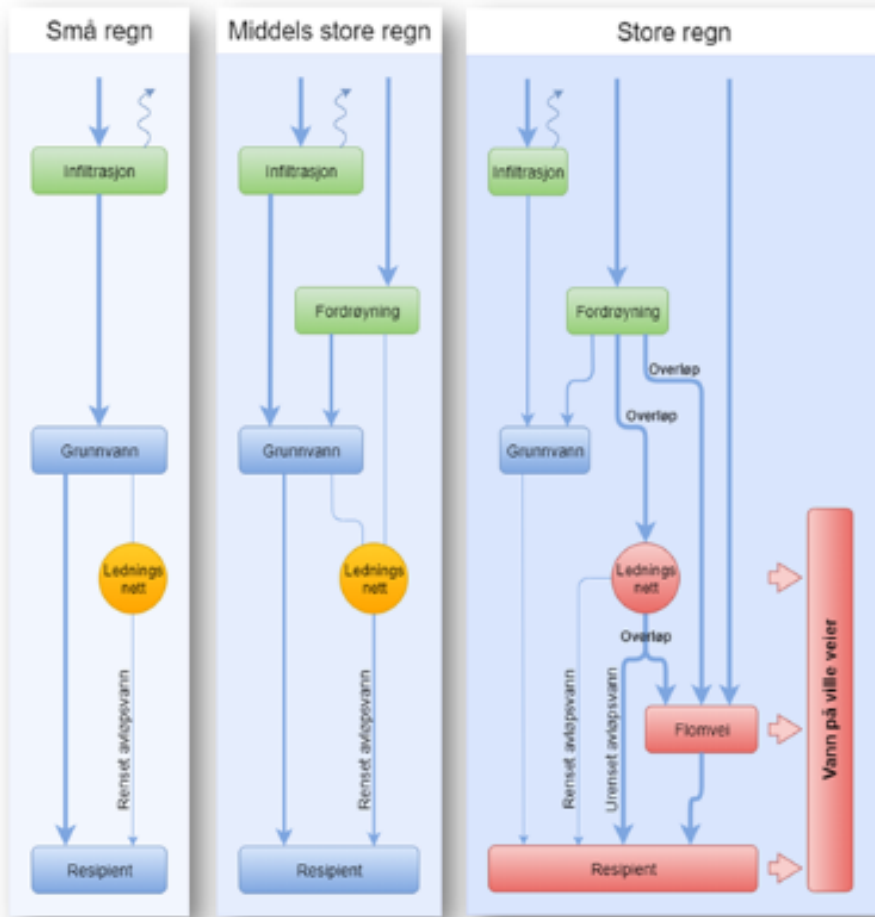 Små regn
Infiltrasjon
Grunnvann
Lednings
nett
Renset avløpsvann
Resipient
Middels store regn
Infiltrasjon
Fordrøyning
Grunnvann
Lednings
nett
Renset avløpsvann
Resipient
Store regn
Infiltrasjon
Fordrøyning
Overløp
Overløp
Grunnvann
Lednings
nett
Overløp
Renset avløpsvann
Urenset avløpsvann
Flomvei
Resipient
Vann på ville veier